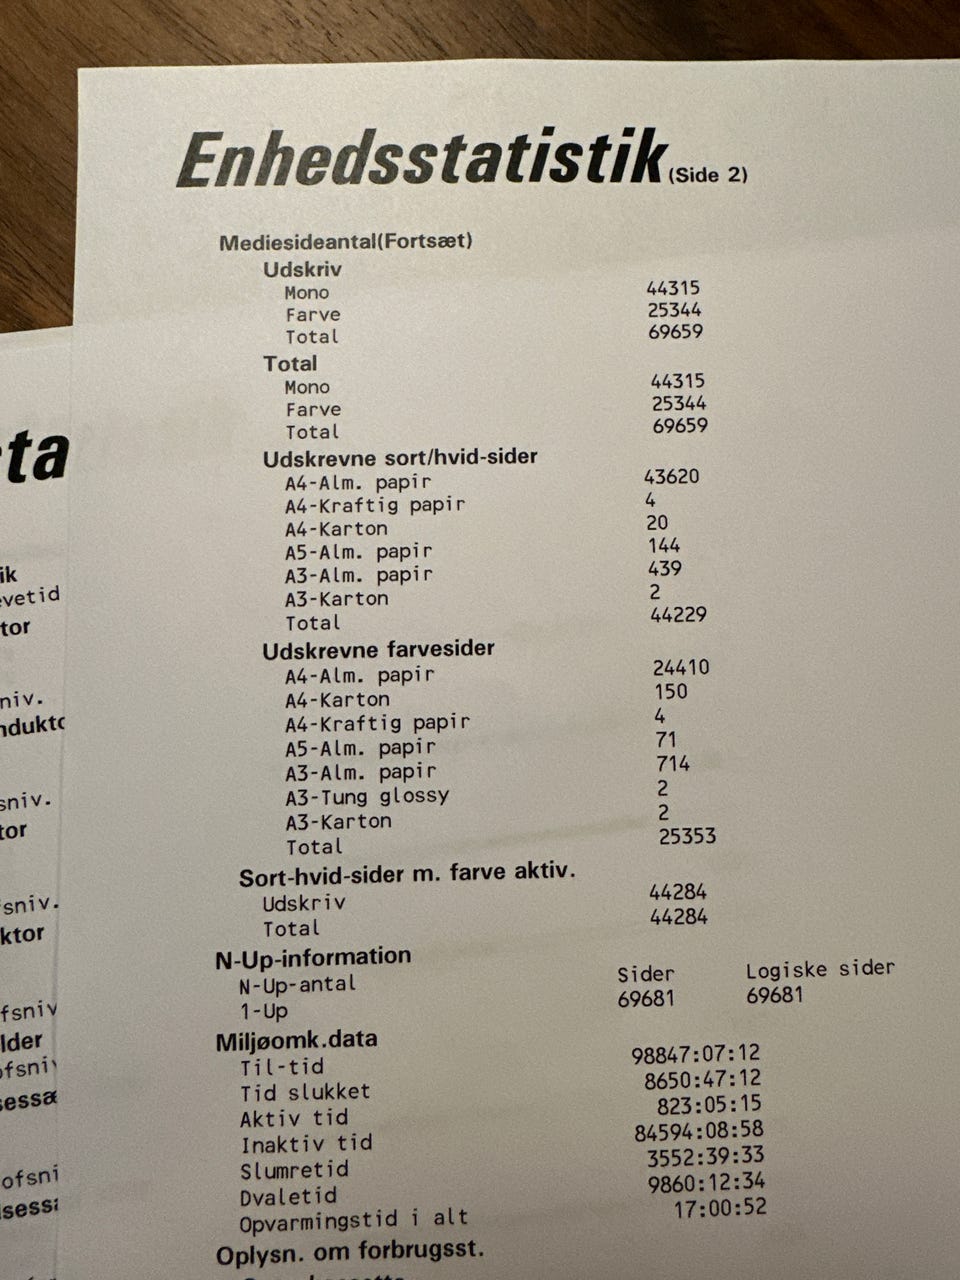 Enhedsstatistik (Side 2)
Mediesideantal(Fortsæt)
Udskriv
Mono 44315
Farve 25344
Total 69659
Total
Mono 44315
Farve 25344
Total 69659
Udskrevne sort/hvid-sider
A4-Alm. papir 43620
A4-Kraftig papir 4
A4-Karton 20
A5-Alm. papir 144
A3-Alm. papir 439
A3-Karton 2
Total 44229
Udskrevne farvesider
A4-Alm. papir 24410
A4-Karton 150
A4-Kraftig papir 4
A5-Alm. papir 71
A3-Alm. papir 714
A3-Tung glossy 2
A3-Karton 2
Total 25353
Sort-hvid-sider m. farve aktiv.
Udskriv 44284
Total 44284
N-Up-information
N-Up-antal Sider Logiske sider
1-Up 69681 69681
Miljøomk.data
Til-tid 98847:07:12
Tid slukket 8650:47:12
Aktiv tid 823:05:15
Inaktiv tid 84594:08:58
Slumretid 3552:39:33
Dvaletid 9860:12:34
Opvarmingstid i alt 17:00:52
Oplysn. om forbrugsst.
ta
ik
vetid
tor
niv.
ndukto
sniv.
tor
sniv.
ktor
fsniv
lder
ofsni
sessæ
ofsni